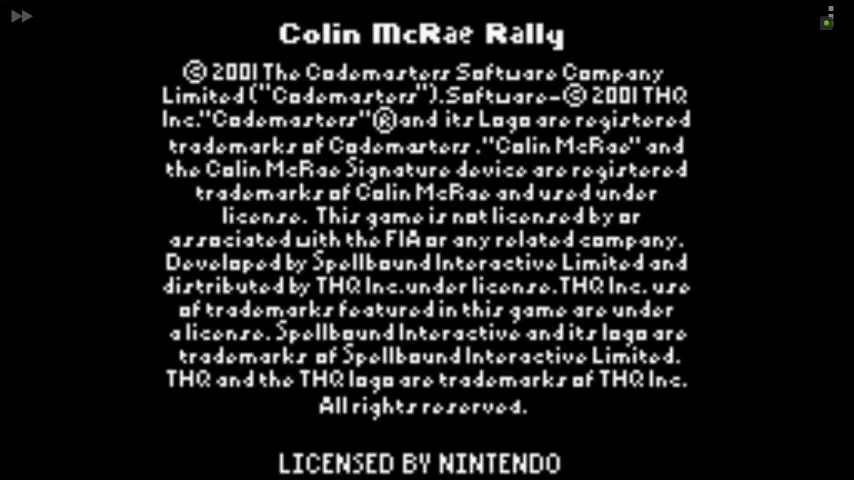 Colin McRae Rally
© 2001 The Codemasters Software Company
Limited ("Codemasters").Software-© 2001 THQ
Inc."Codemasters"® and its Logo are registered
trademarks of Codemasters ."Colin McRae" and
the Colin McRae Signature device are registered
trademarks of Colin McRae and used under
license. This game is not licensed by or
associated with the FIA or any related company.
Developed by Spellbound Interactive Limited and
distributed by THQ Inc.under license.THQ Inc. use
of trademarks featured in this game are under
a license. Spellbound Interactive and its logo are
trademarks of Spellbound Interactive Limited.
THQ and the THQ logo are trademarks of THQ Inc.
All rights reserved.
LICENSED BY NINTENDO